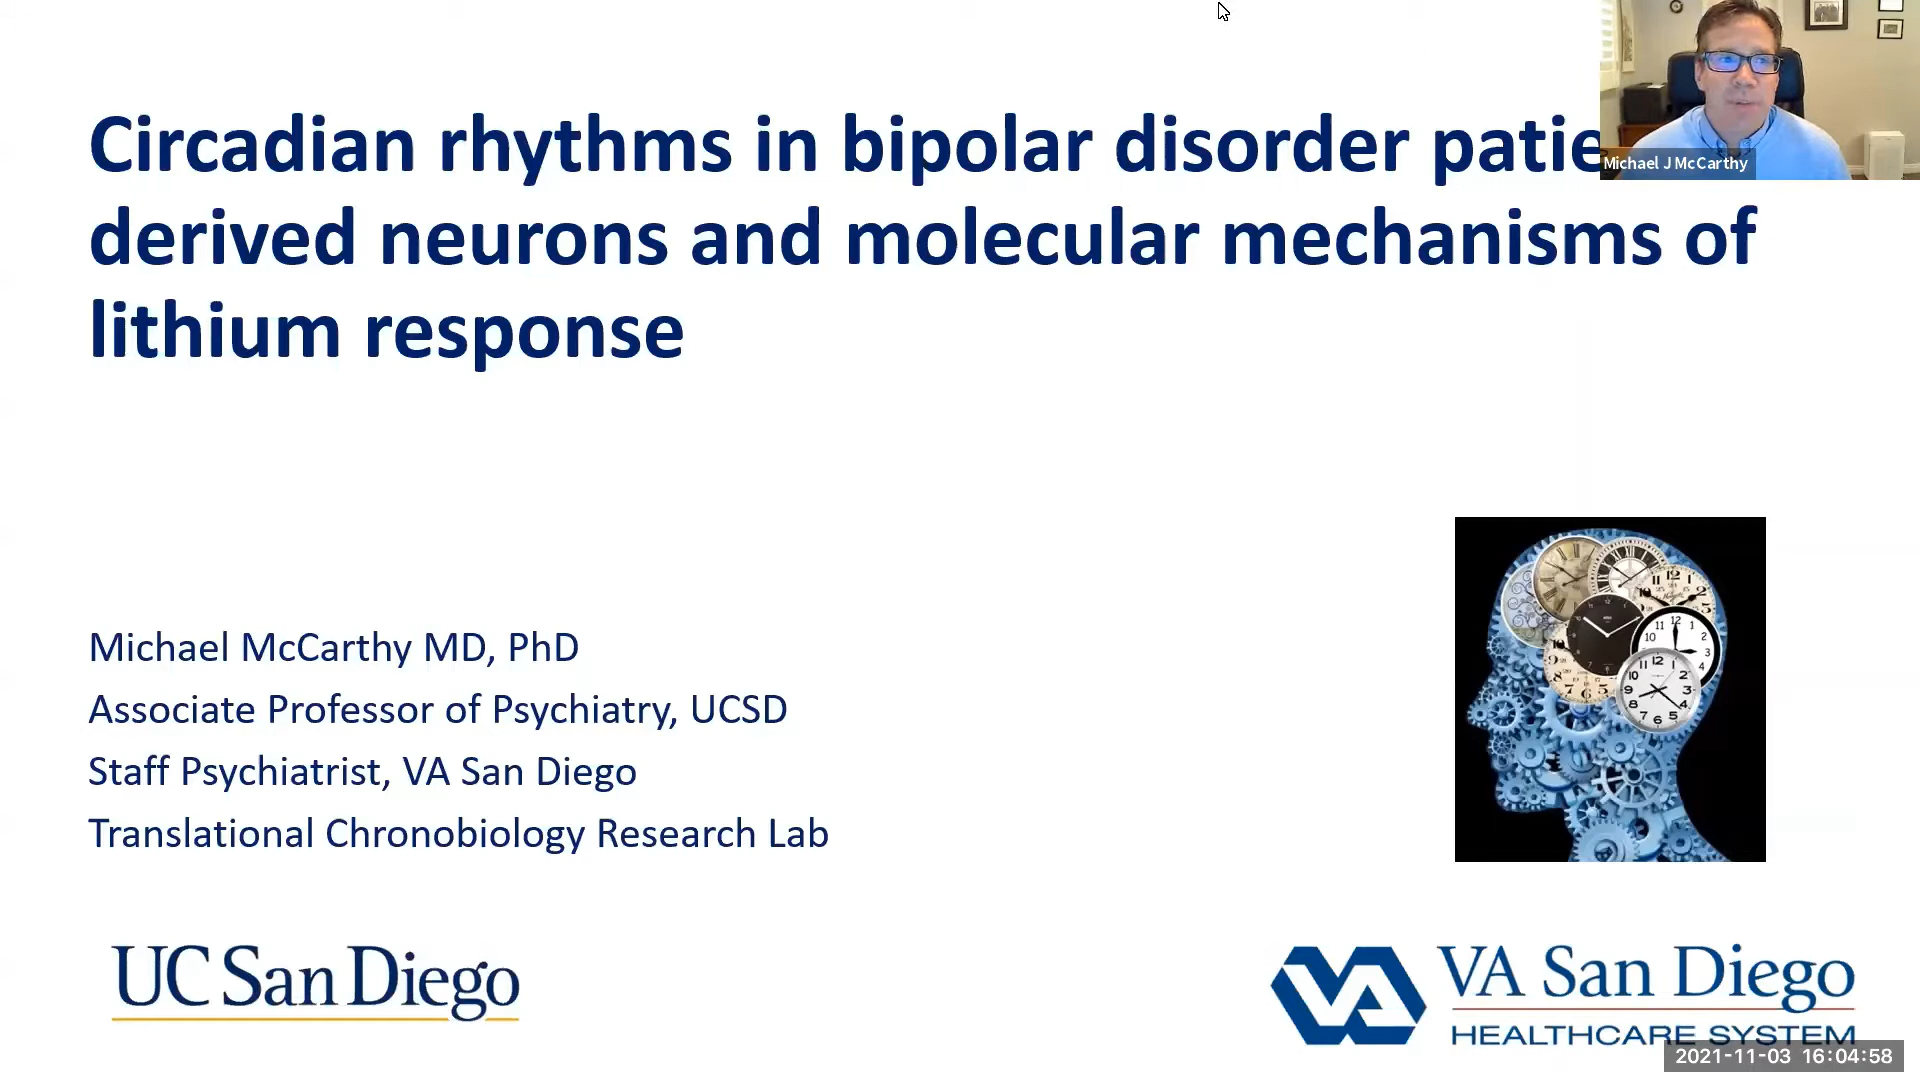 Circadian rhythms in bipolar disorder patie
derived neurons and molecular mechanisms of
lithium response
Michael J McCarthy
Michael McCarthy MD, PhD
Associate Professor of Psychiatry, UCSD
Staff Psychiatrist, VA San Diego
Translational Chronobiology Research Lab
UC San Diego
VA San Diego
HEALTHCARE SYSTEM
2021-11-03 16:04:58